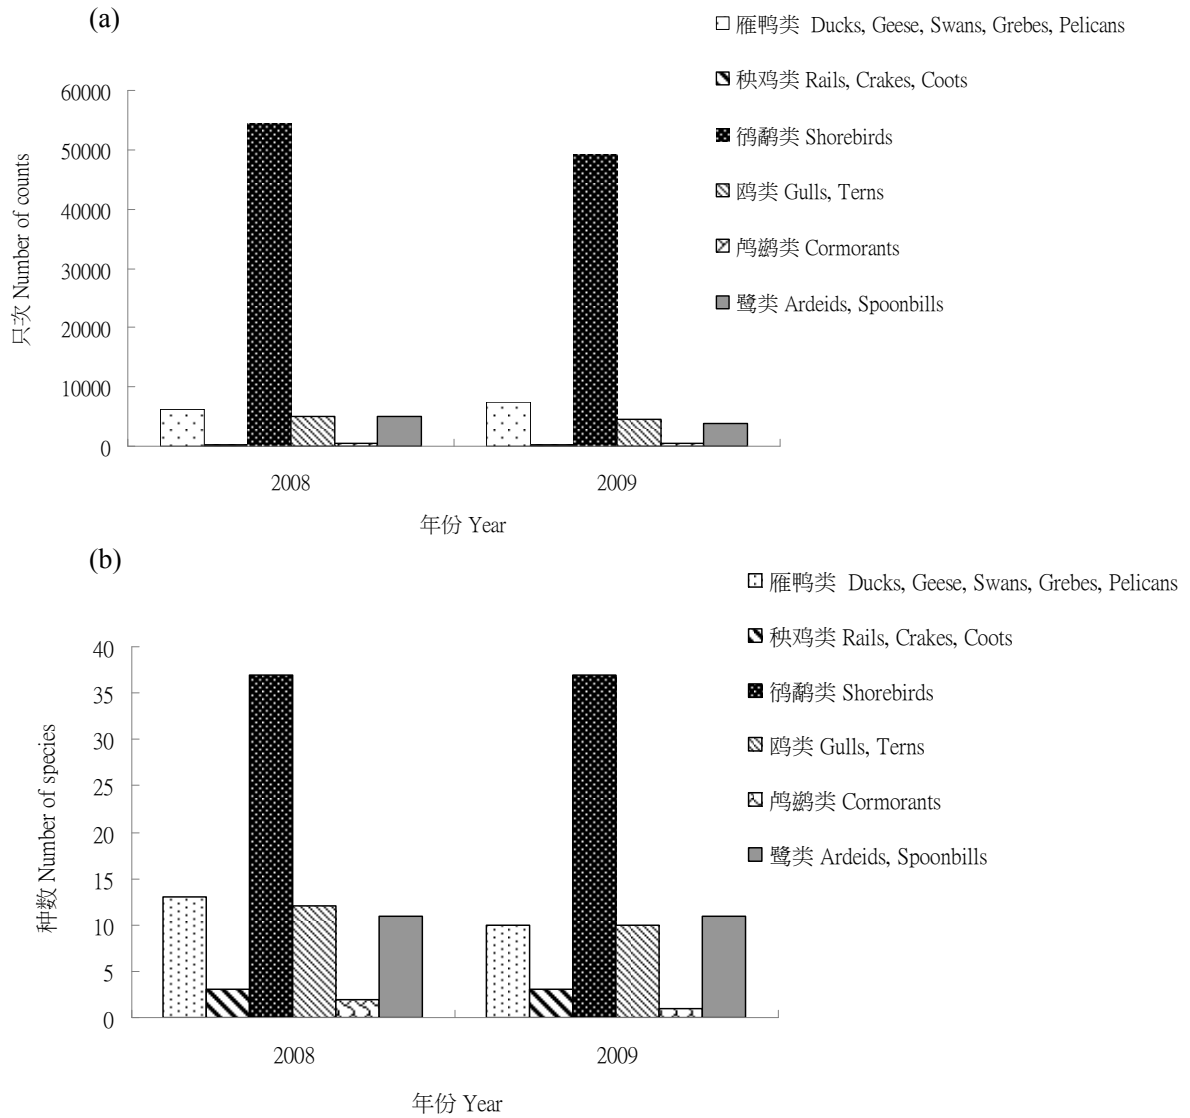 (a)
雁鸭类 Ducks, Geese, Swans, Grebes, Pelicans
秧鸡类 Rails, Crakes, Coots
鸻鹬类 Shorebirds
鸥类 Gulls, Terns
鸬鹚类 Cormorants
鹭类 Ardeids, Spoonbills
只次 Number of counts
60000
50000
40000
30000
20000
10000
0
2008
2009
年份 Year
(b)
雁鸭类 Ducks, Geese, Swans, Grebes, Pelicans
秧鸡类 Rails, Crakes, Coots
鸻鹬类 Shorebirds
鸥类 Gulls, Terns
鸬鹚类 Cormorants
鹭类 Ardeids, Spoonbills
种数 Number of species
40
35
30
25
20
15
10
5
0
2008
2009
年份 Year